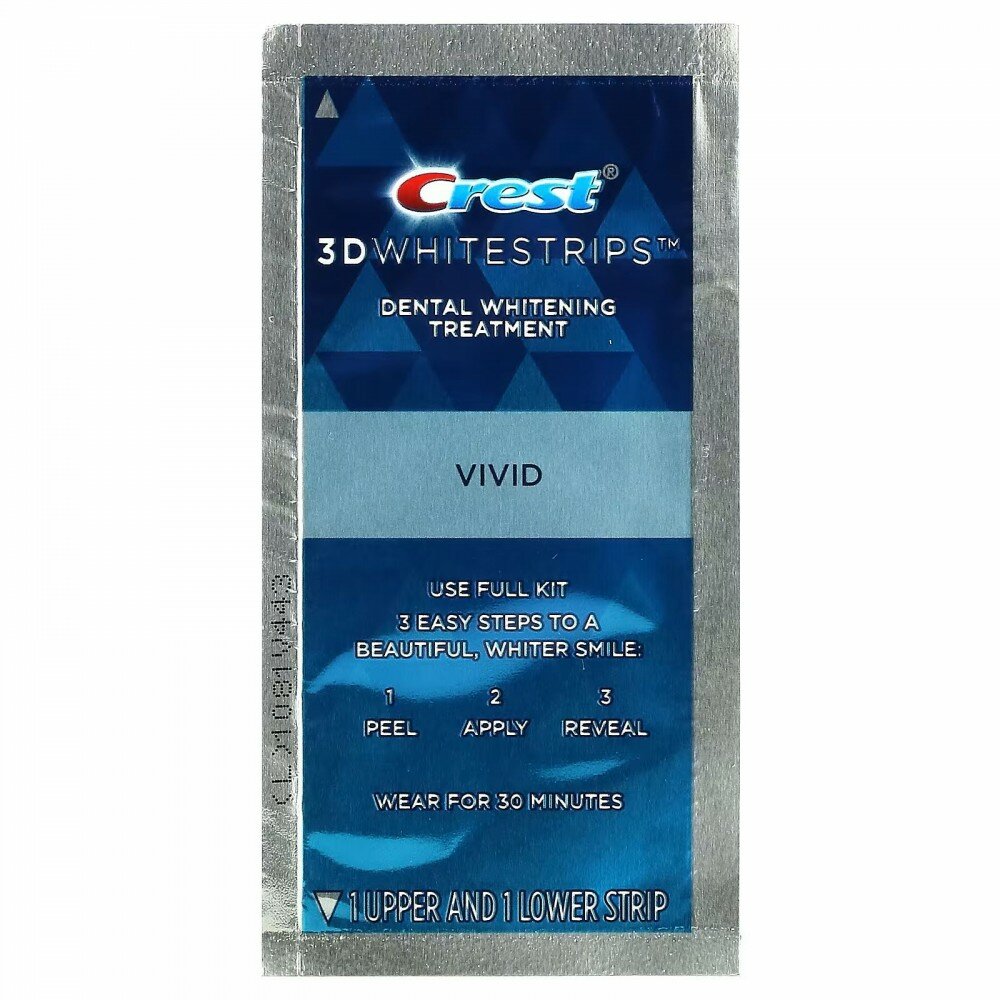 Crest®
3DWHITESTRIPS™
DENTAL WHITENING
TREATMENT
VIVID
USE FULL KIT
3 EASY STEPS TO A
BEAUTIFUL, WHITER SMILE:
1 2 3
PEEL APPLY REVEAL
WEAR FOR 30 MINUTES
1 UPPER AND 1 LOWER STRIP